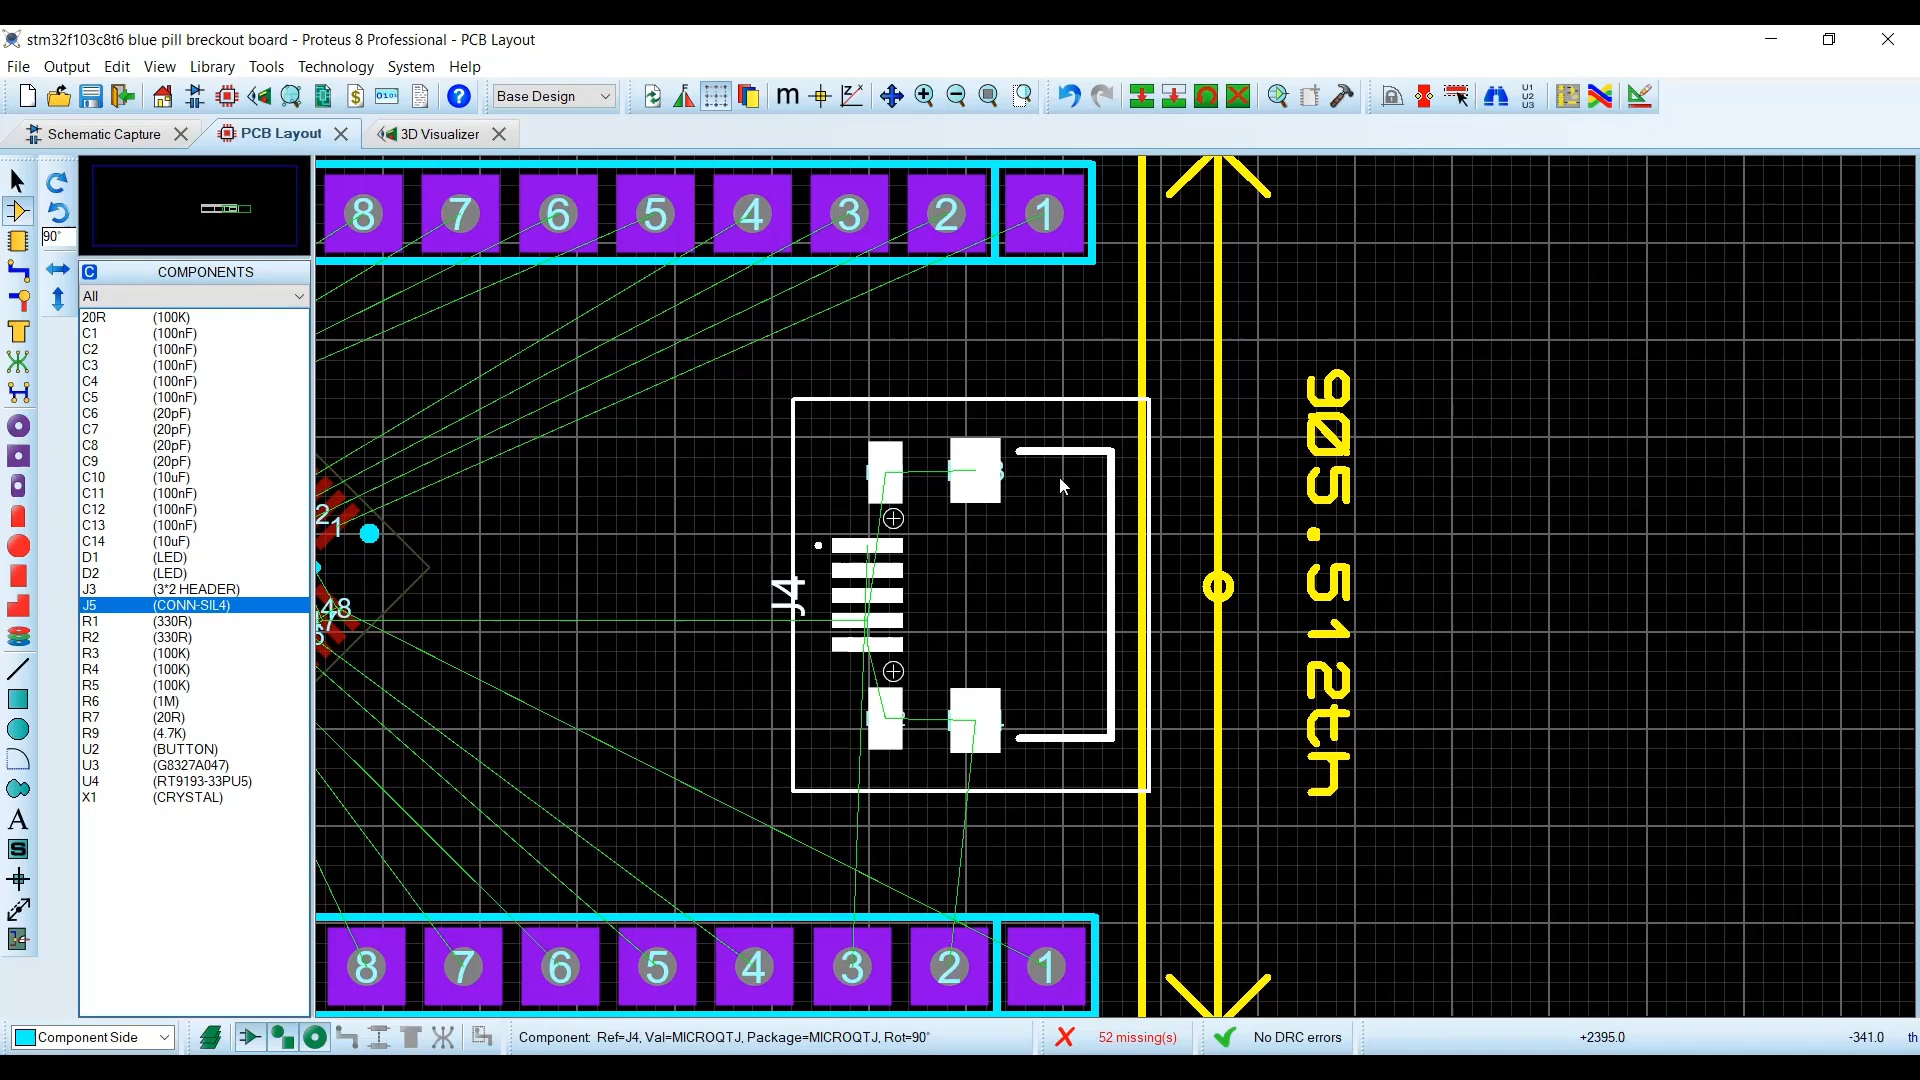 stm32f103c8t6 blue pill breckout board - Proteus 8 Professional - PCB Layout
File Output Edit View Library Tools Technology System Help
Base Design
Schematic Capture PCB Layout 3D Visualizer
90°
C COMPONENTS
All
20R (100K)
C1 (100nF)
C2 (100nF)
C3 (100nF)
C4 (100nF)
C5 (100nF)
C6 (20pF)
C7 (20pF)
C8 (20pF)
C9 (20pF)
C10 (10uF)
C11 (100nF)
C12 (100nF)
C13 (100nF)
C14 (10uF)
D1 (LED)
D2 (LED)
J3 (3*2 HEADER)
J5 (CONN-SIL4)
R1 (330R)
R2 (330R)
R3 (100K)
R4 (100K)
R5 (100K)
R6 (1M)
R7 (20R)
R9 (4.7K)
U2 (BUTTON)
U3 (G8327A047)
U4 (RT9193-33PU5)
X1 (CRYSTAL)
8 7 6 5 4 3 2 1
2 1
48
J4
905.512th
8 7 6 5 4 3 2 1
Component Side
Component: Ref=J4, Val=MICROQTJ, Package=MICROQTJ, Rot=90°
52 missing(s)
No DRC errors
+2395.0
-341.0
th